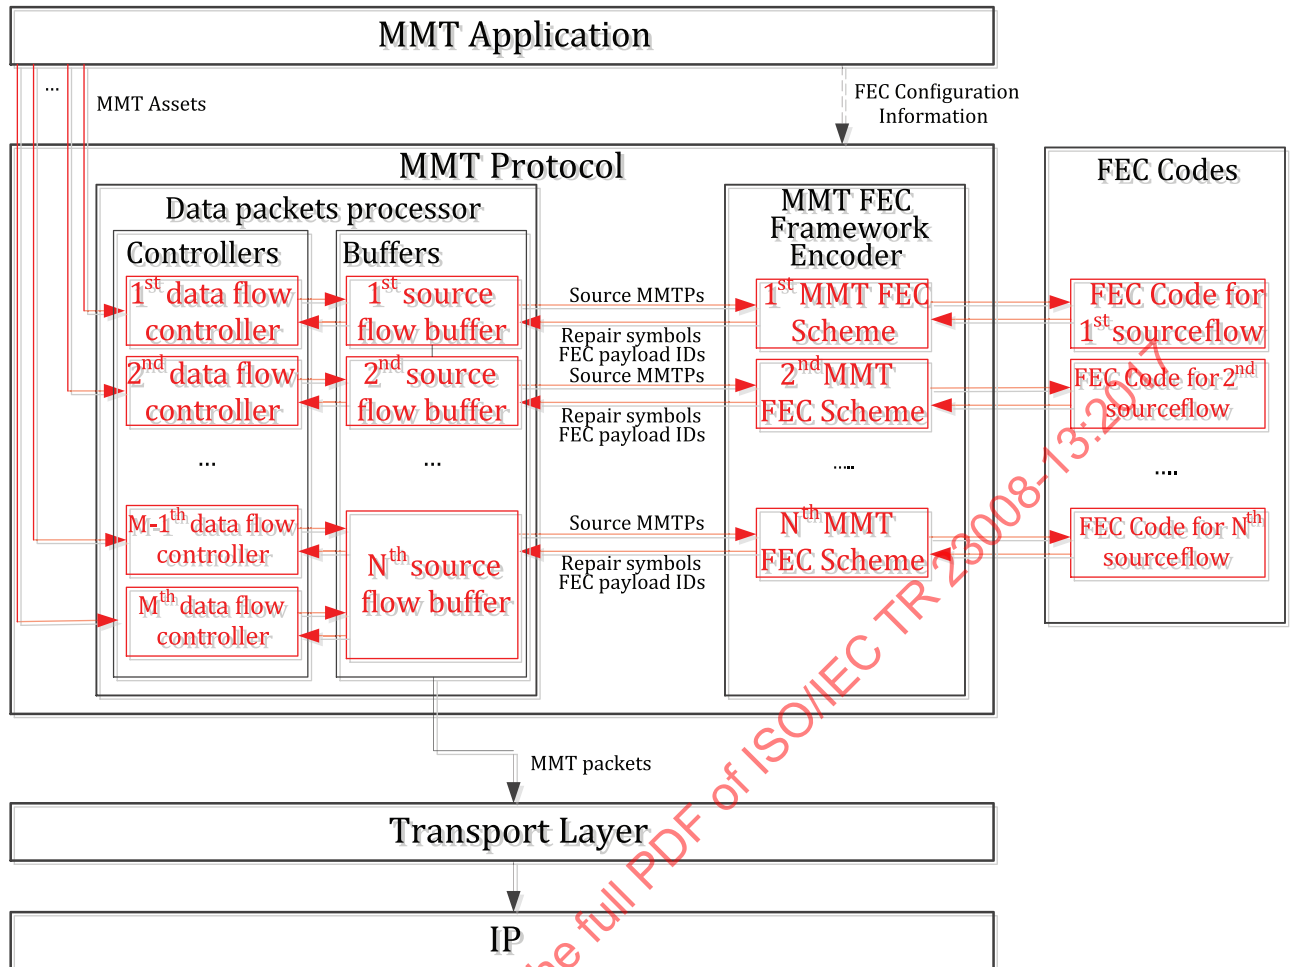 MMT Application
...
MMT Assets
FEC Configuration
Information
MMT Protocol
FEC Codes
Data packets processor
MMT FEC
Framework
Encoder
Controllers
Buffers
1st data flow
controller
1st source
flow buffer
Source MMTPs
Repair symbols
FEC payload IDs
1st MMT FEC
Scheme
FEC Code for
1st sourceflow
2nd data flow
controller
2nd source
flow buffer
Source MMTPs
Repair symbols
FEC payload IDs
2nd MMT
FEC Scheme
FEC Code for 2nd
sourceflow
...
...
.....
....
M-1th data flow
controller
Nth source
flow buffer
Source MMTPs
Repair symbols
FEC payload IDs
Nth MMT
FEC Scheme
FEC Code for Nth
sourceflow
Mth data flow
controller
MMT packets
Transport Layer
IP
he full PDF of ISO/IEC TR 23008-13:2017